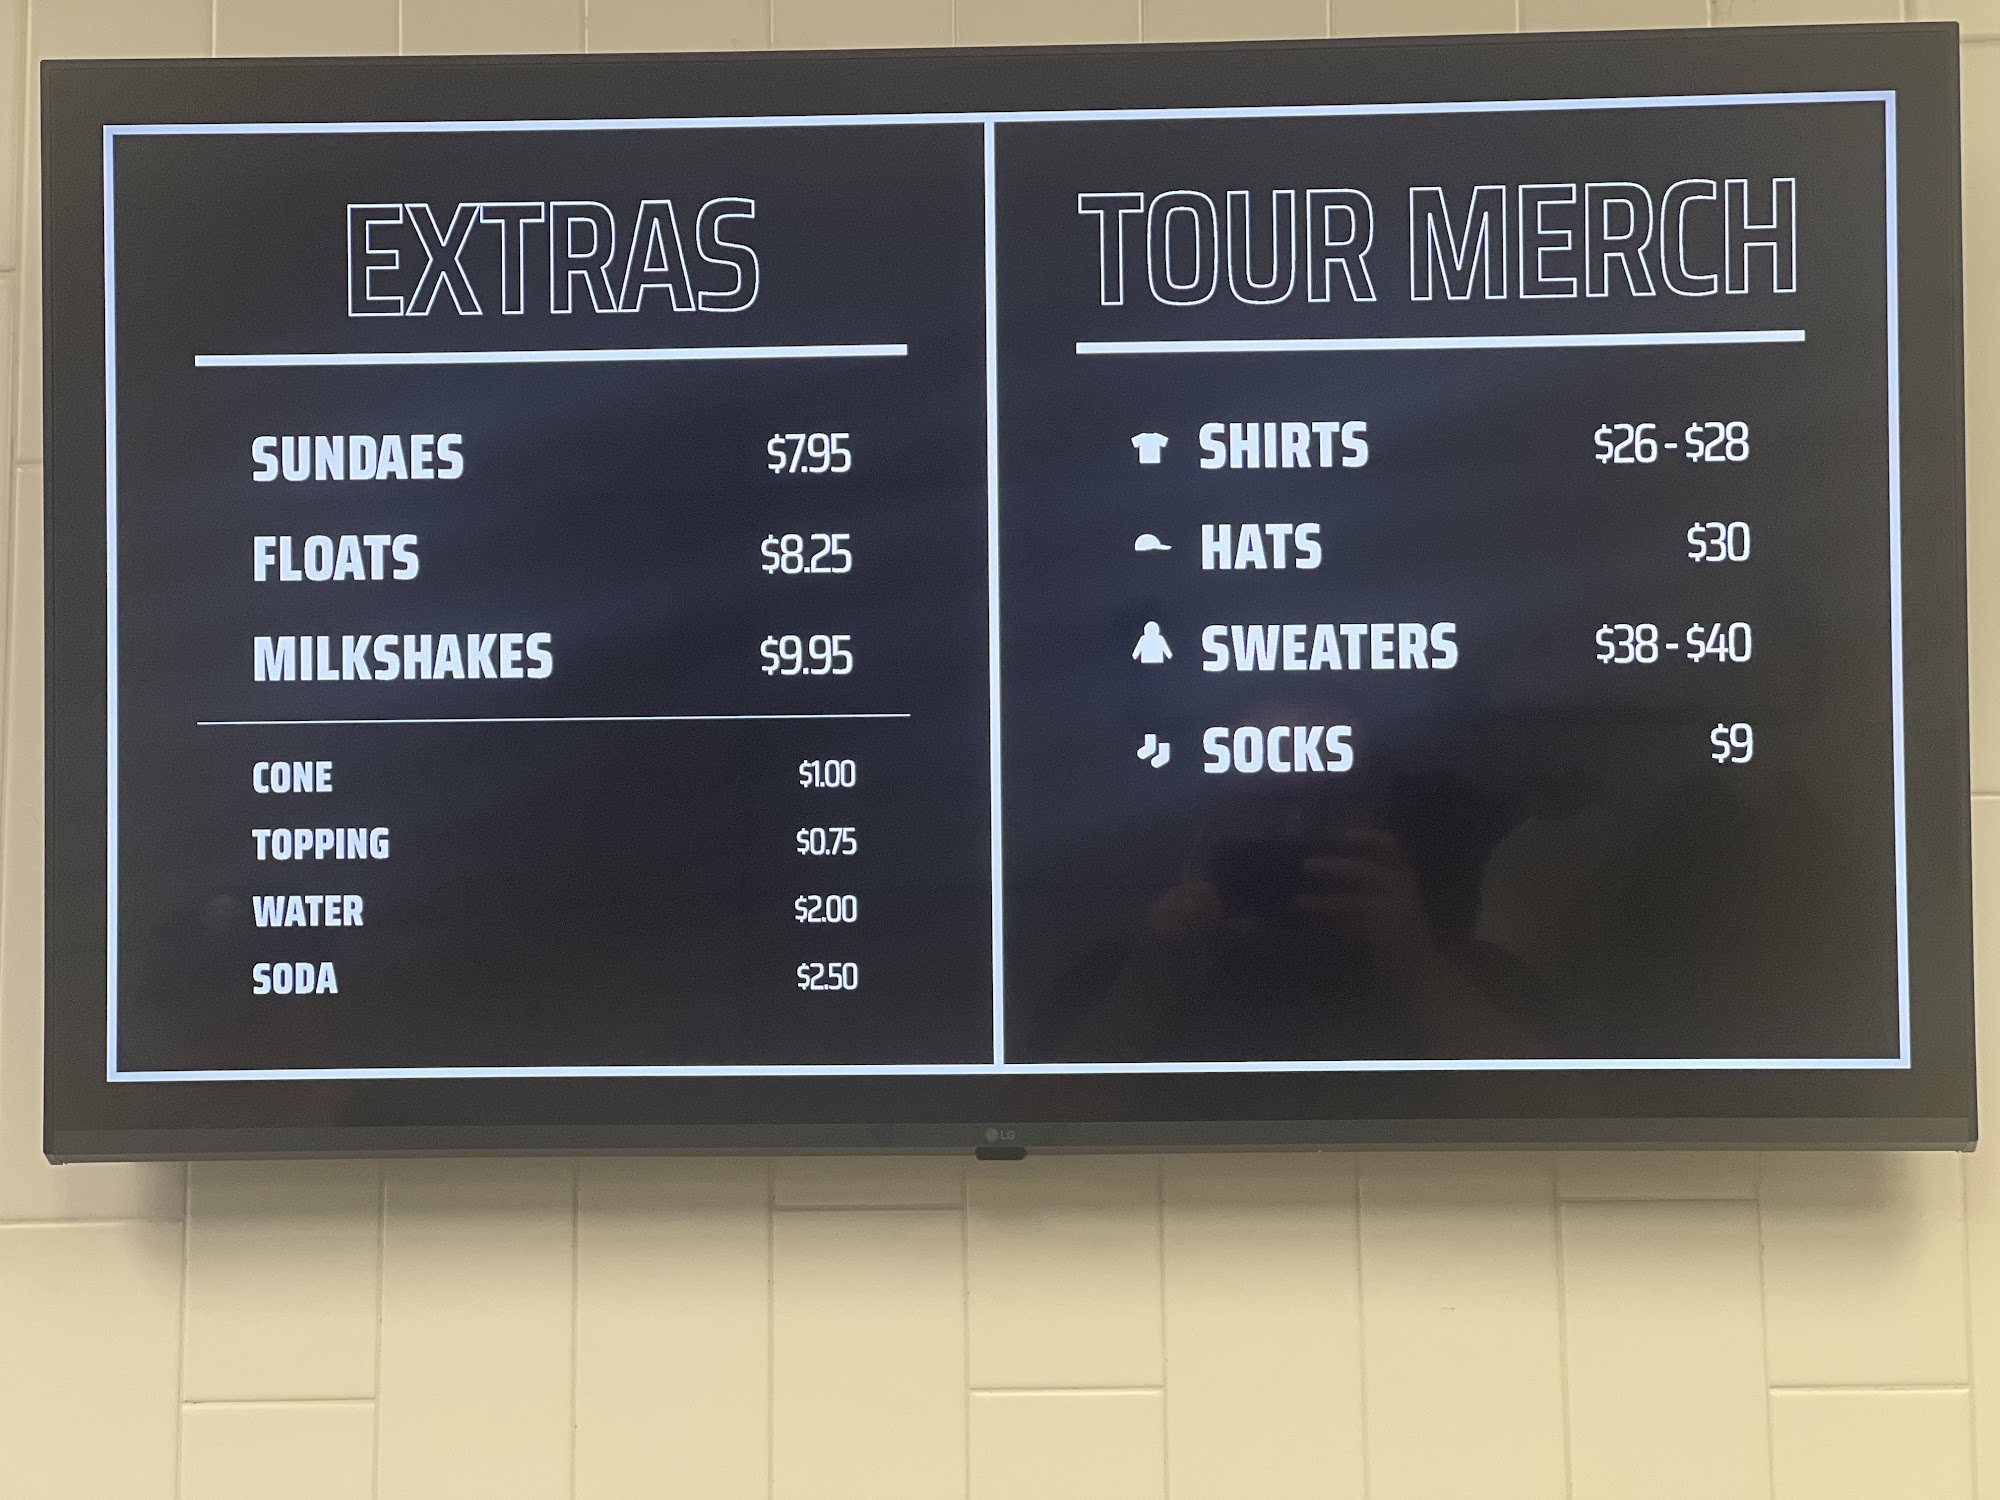 EXTRAS
SUNDAES $7.95
FLOATS $8.25
MILKSHAKES $9.95
CONE $1.00
TOPPING $0.75
WATER $2.00
SODA $2.50
TOUR MERCH
SHIRTS $26 - $28
HATS $30
SWEATERS $38 - $40
SOCKS $9
LG